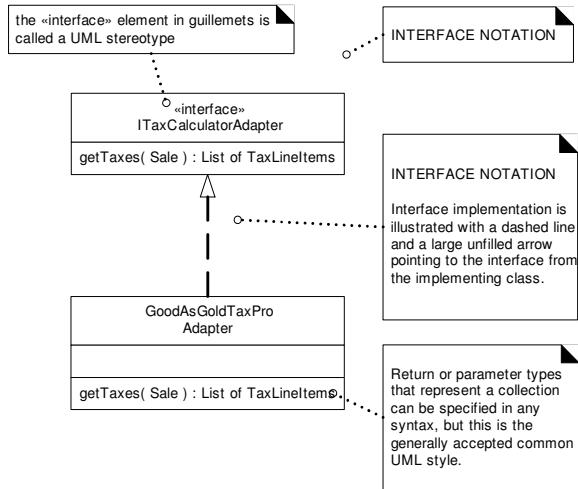 the «interface» element in guillemets is
called a UML stereotype
INTERFACE NOTATION
«interface»
ITaxCalculatorAdapter
getTaxes( Sale ) : List of TaxLineItems
INTERFACE NOTATION
Interface implementation is
illustrated with a dashed line
and a large unfilled arrow
pointing to the interface from
the implementing class.
GoodAsGoldTaxPro
Adapter
getTaxes( Sale ) : List of TaxLineItems
Return or parameter types
that represent a collection
can be specified in any
syntax, but this is the
generally accepted common
UML style.